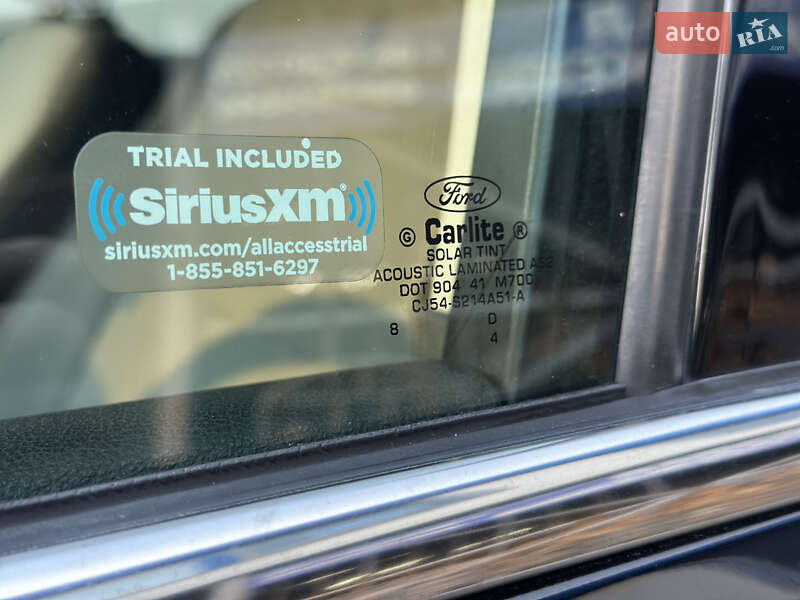 auto RIA
.com
TRIAL INCLUDED
SiriusXm®
siriusxm.com/allaccesstrial
1-855-851-6297
Ford
G Carlite ®
SOLAR TINT
ACOUSTIC LAMINATED AS2
DOT 904 41 M700
CJ54-S214A51-A
8 D
4